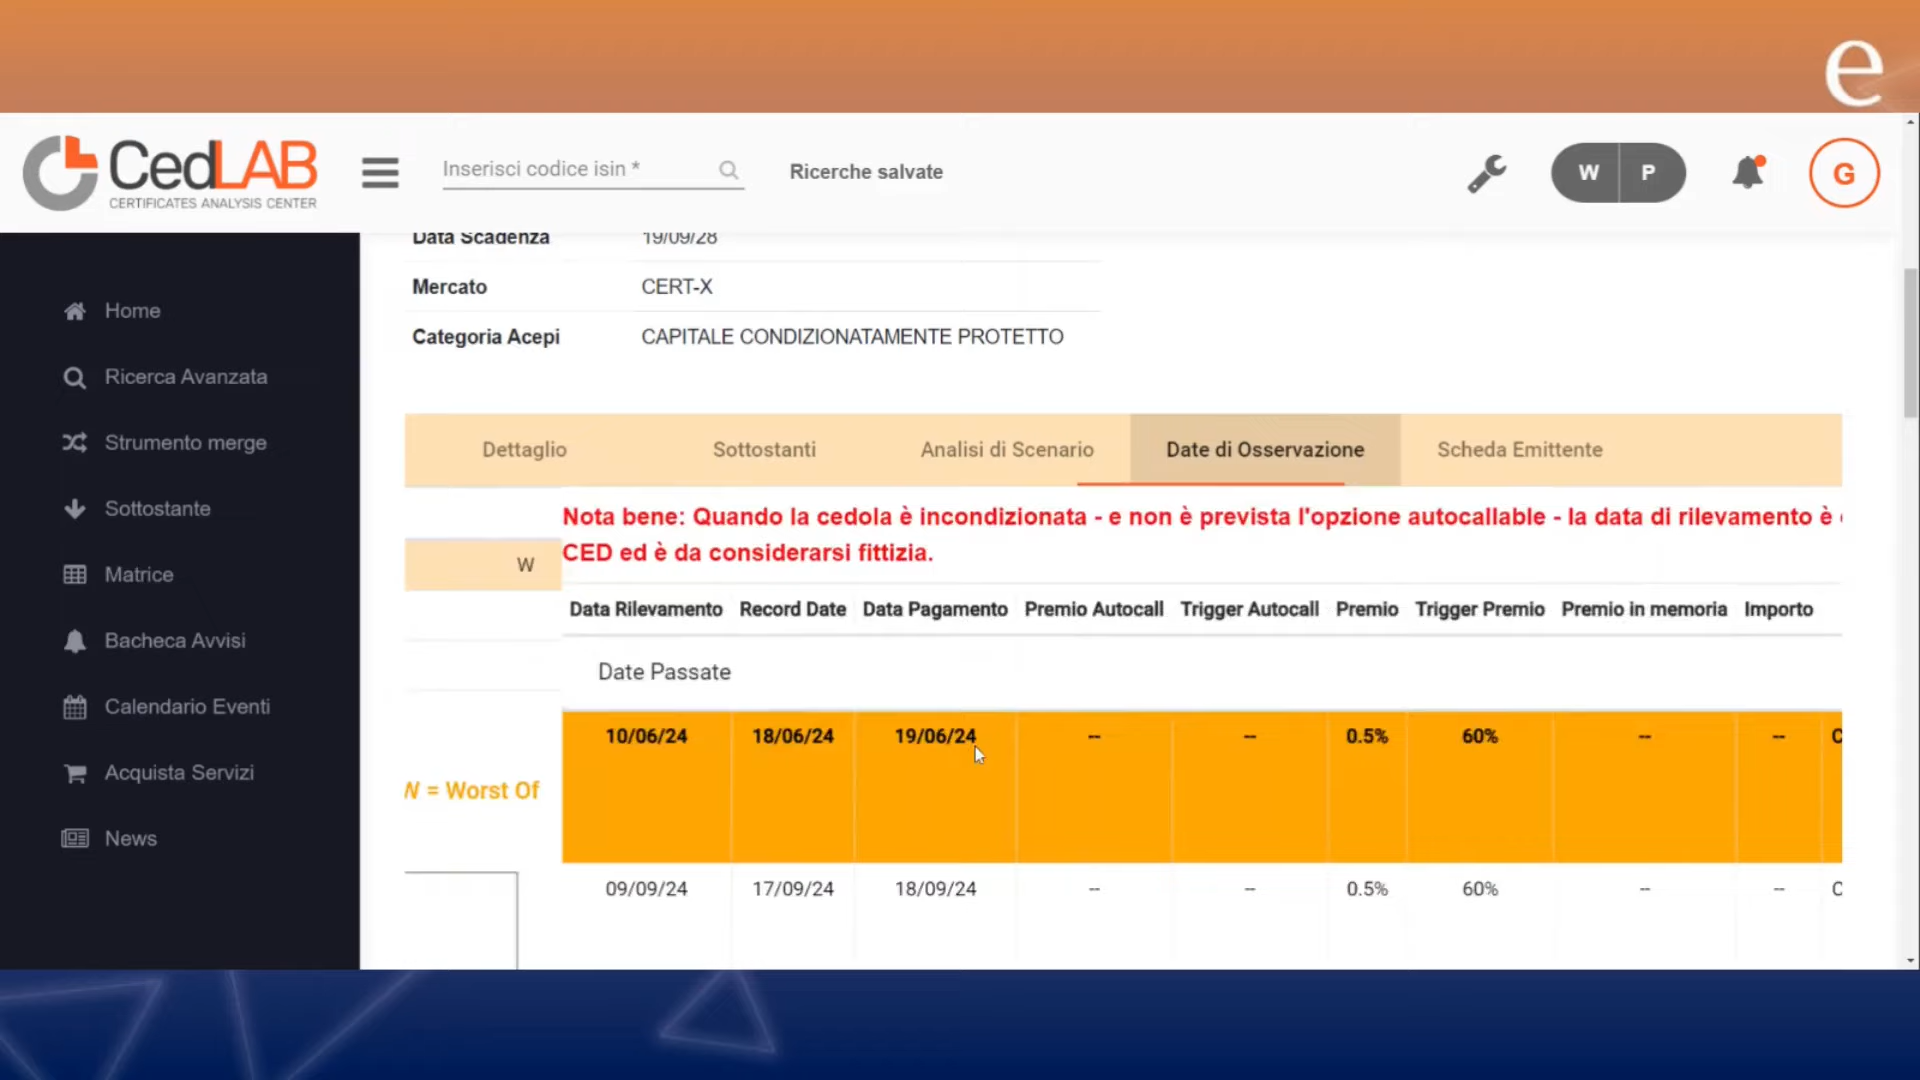 e
CedLAB
CERTIFICATES ANALYSIS CENTER
Inserisci codice isin *
Ricerche salvate
W P
G
Data Scadenza 19/09/28
Mercato CERT-X
Categoria Acepi CAPITALE CONDIZIONATAMENTE PROTETTO
Home
Ricerca Avanzata
Strumento merge
Sottostante
Matrice
Bacheca Avvisi
Calendario Eventi
Acquista Servizi
News
Dettaglio Sottostanti Analisi di Scenario Date di Osservazione Scheda Emittente
Nota bene: Quando la cedola è incondizionata - e non è prevista l'opzione autocallable - la data di rilevamento è
CED ed è da considerarsi fittizia.
W
Data Rilevamento Record Date Data Pagamento Premio Autocall Trigger Autocall Premio Trigger Premio Premio in memoria Importo
Date Passate
10/06/24 18/06/24 19/06/24 -- -- 0.5% 60% -- --
W = Worst Of
09/09/24 17/09/24 18/09/24 -- -- 0.5% 60% -- --